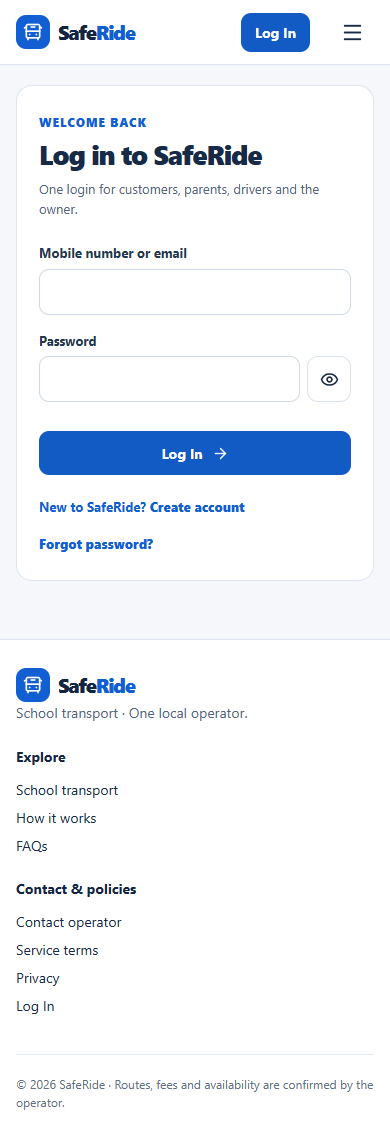 SafeRide
Log In
WELCOME BACK
Log in to SafeRide
One login for customers, parents, drivers and the
owner.
Mobile number or email
Password
Log In
New to SafeRide? Create account
Forgot password?
SafeRide
School transport · One local operator.
Explore
School transport
How it works
FAQs
Contact & policies
Contact operator
Service terms
Privacy
Log In
© 2026 SafeRide · Routes, fees and availability are confirmed by the
operator.